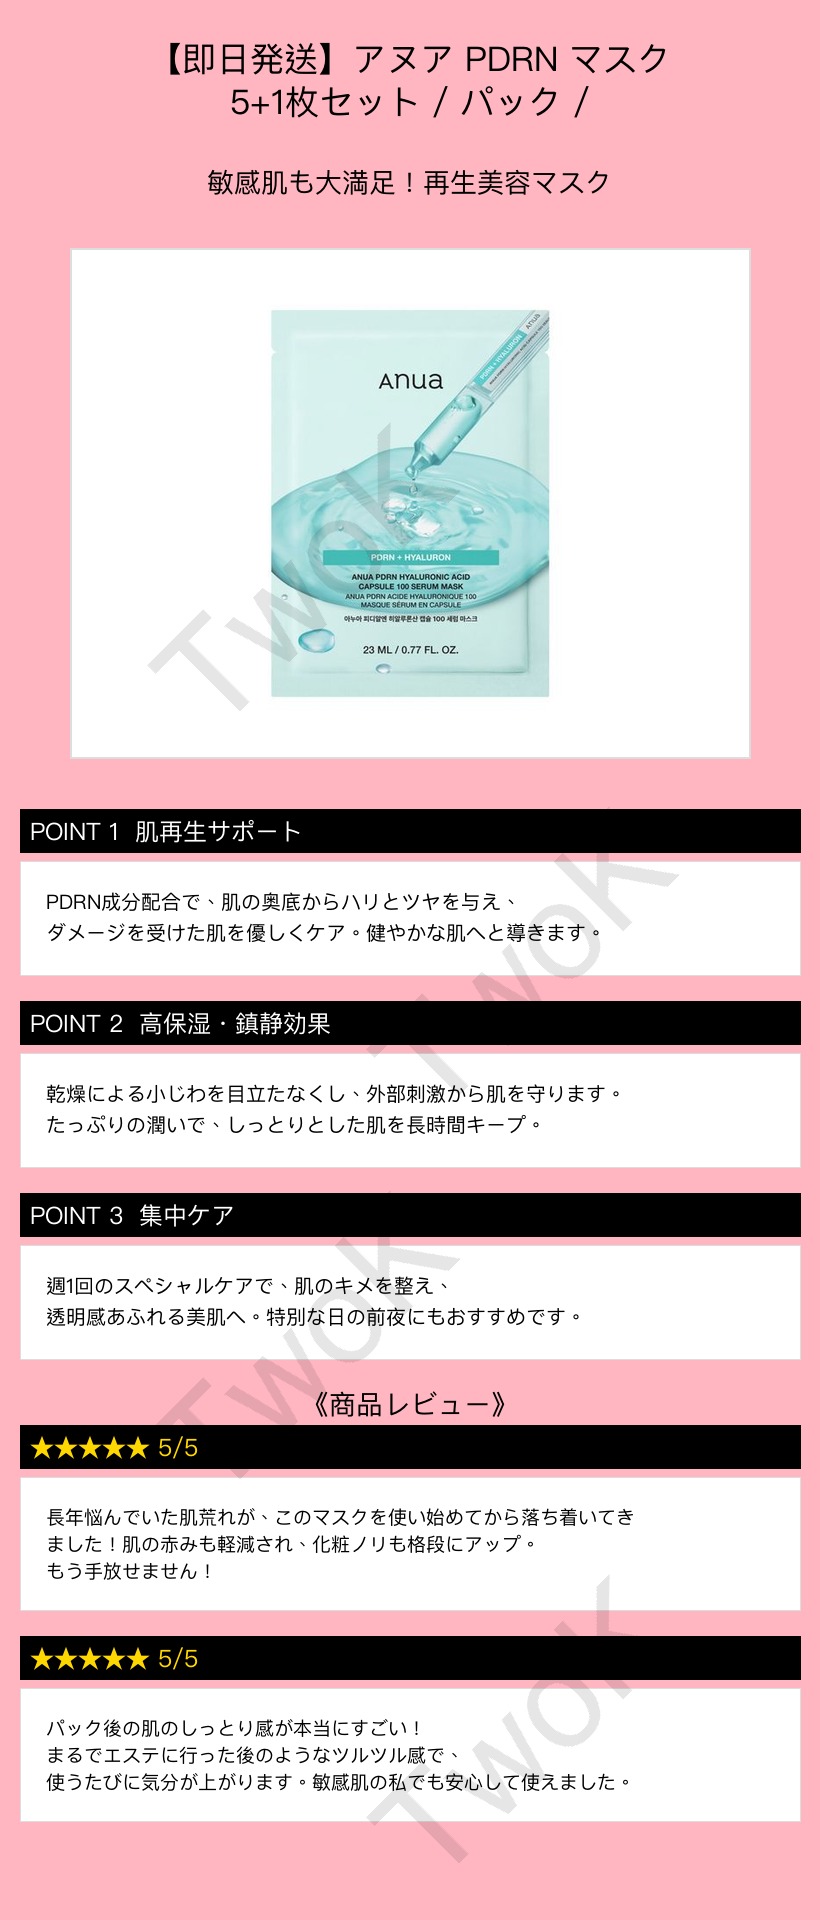 【即日発送】アヌア PDRN マスク
5+1枚セット / パック /
敏感肌も大満足！再生美容マスク
Anua
PDRN + HYALURON
Anua
PDRN + HYALURON
ANUA PDRN HYALURONIC ACID
CAPSULE 100 SERUM MASK
ANUA PDRN ACIDE HYALURONIQUE 100
MASQUE SÉRUM EN CAPSULE
아누아 피디알엔 히알루론산 캡슐 100 세럼 마스크
23 ML / 0.77 FL. OZ.
Twok
POINT 1 肌再生サポート
PDRN成分配合で、肌の奥底からハリとツヤを与え、
ダメージを受けた肌を優しくケア。健やかな肌へと導きます。
Twok
POINT 2 高保湿・鎮静効果
乾燥による小じわを目立たなくし、外部刺激から肌を守ります。
たっぷりの潤いで、しっとりとした肌を長時間キープ。
POINT 3 集中ケア
週1回のスペシャルケアで、肌のキメを整え、
透明感あふれる美肌へ。特別な日の前夜にもおすすめです。
Twok
《商品レビュー》
★★★★★ 5/5
長年悩んでいた肌荒れが、このマスクを使い始めてから落ち着いてき
ました！肌の赤みも軽減され、化粧ノリも格段にアップ。
もう手放せません！
★★★★★ 5/5
パック後の肌のしっとり感が本当にすごい！
まるでエステに行った後のようなツルツル感で、
使うたびに気分が上がります。敏感肌の私でも安心して使えました。
Twok